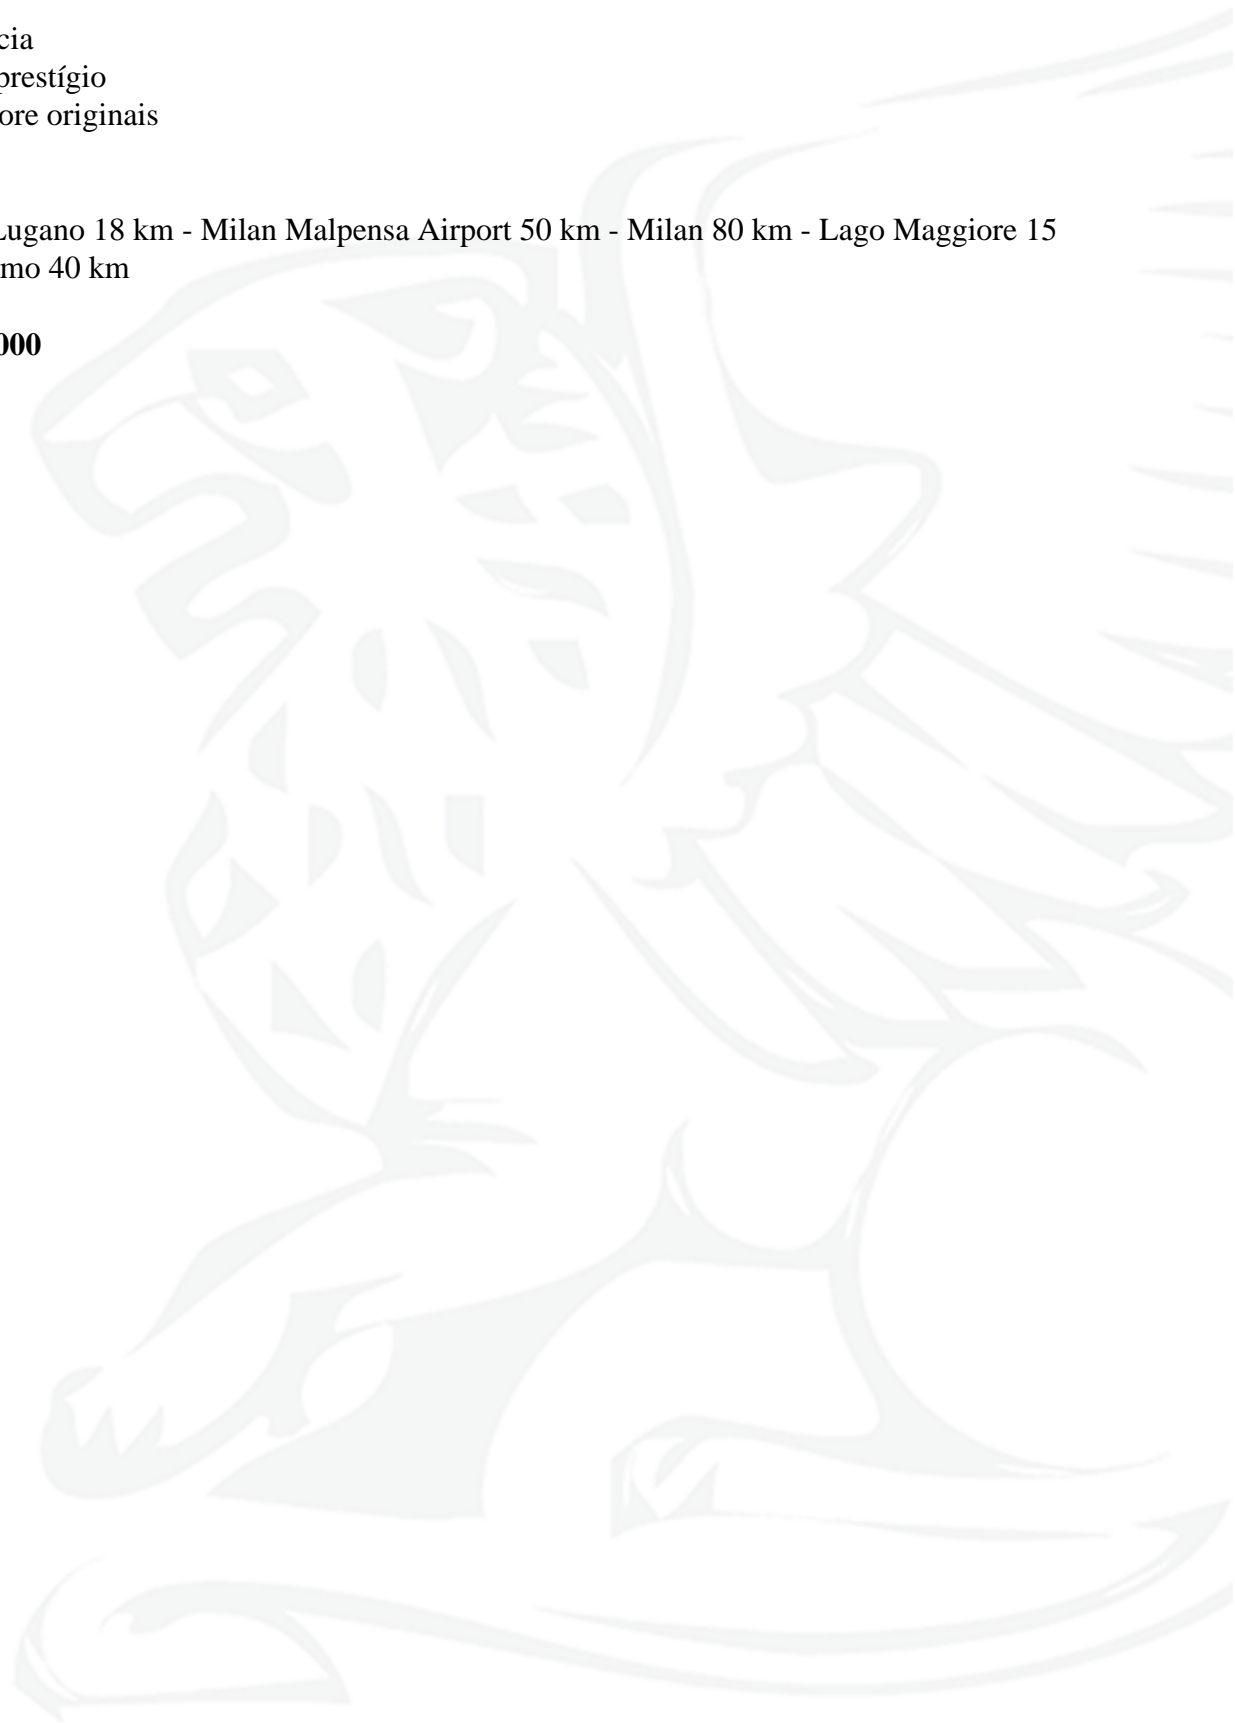 cia
prestígio
ore originais
Lugano 18 km - Milan Malpensa Airport 50 km - Milan 80 km - Lago Maggiore 15
mo 40 km
000